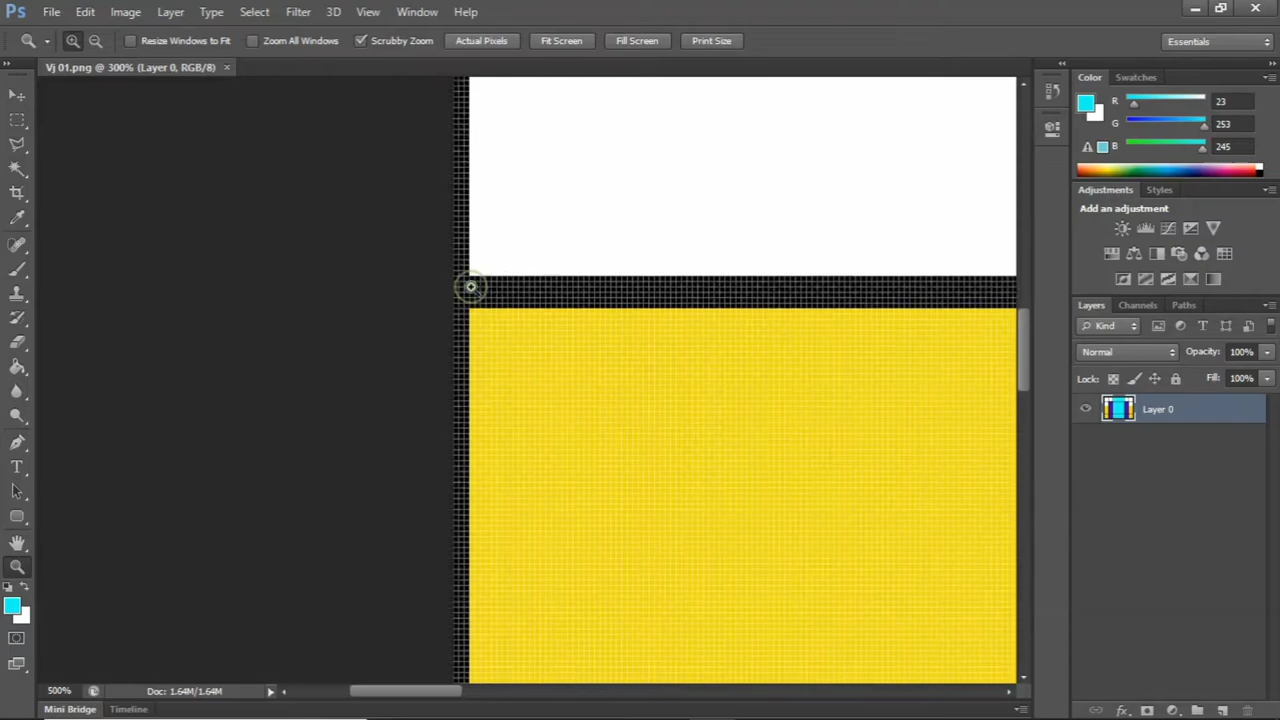 Ps File Edit Image Layer Type Select Filter 3D View Window Help
Resize Windows to Fit Zoom All Windows Scrubby Zoom Actual Pixels Fit Screen Fill Screen Print Size Essentials
Vj 01.png @ 300% (Layer 0, RGB/8) ×
Color Swatches
R 23
G 253
B 245
Adjustments Styles
Add an adjustment
Layers Channels Paths
Kind
Normal Opacity: 100%
Lock: Fill: 100%
Layer 0
500% Doc: 1.64M/1.64M
Mini Bridge Timeline
fx